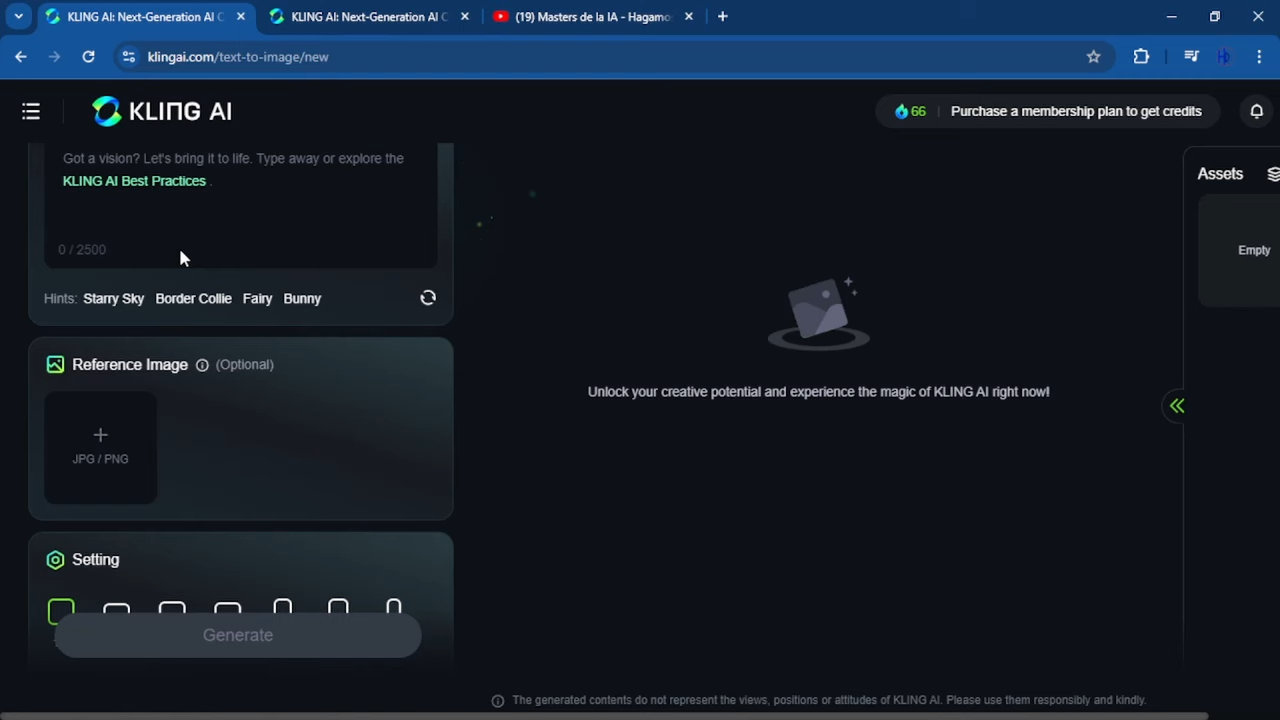 KLING AI: Next-Generation AI C
KLING AI: Next-Generation AI C
(19) Masters de la IA - Hagamo
klingai.com/text-to-image/new
KLING AI
66
Purchase a membership plan to get credits
Got a vision? Let's bring it to life. Type away or explore the
KLING AI Best Practices .
0 / 2500
Hints: Starry Sky Border Collie Fairy Bunny
Reference Image (Optional)
JPG / PNG
Setting
Generate
Unlock your creative potential and experience the magic of KLING AI right now!
Assets
Empty
The generated contents do not represent the views, positions or attitudes of KLING AI. Please use them responsibly and kindly.